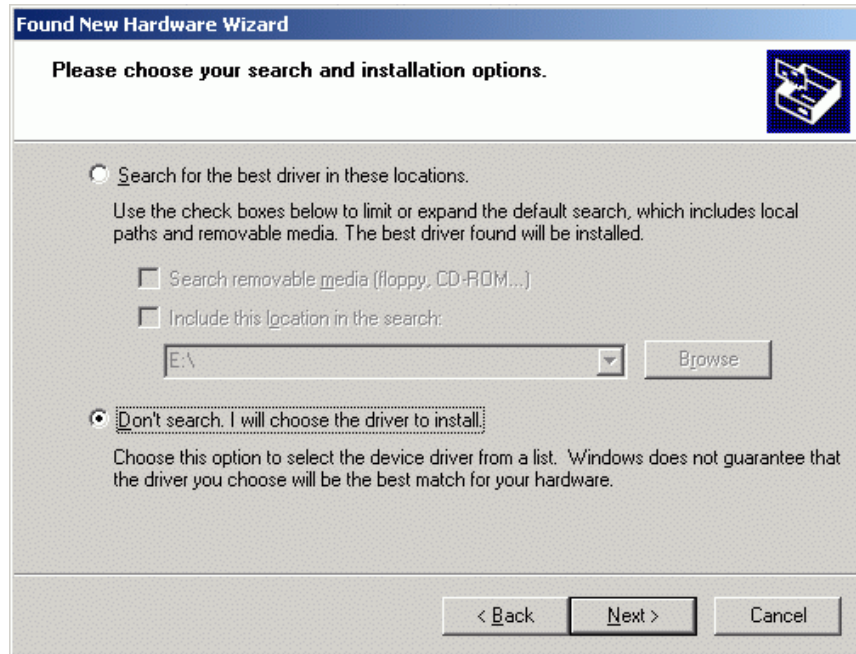 Found New Hardware Wizard
Please choose your search and installation options.
Search for the best driver in these locations.
Use the check boxes below to limit or expand the default search, which includes local
paths and removable media. The best driver found will be installed.
Search removable media (floppy, CD-ROM...)
Include this location in the search:
E:\
Browse
Don't search. I will choose the driver to install.
Choose this option to select the device driver from a list.  Windows does not guarantee that
the driver you choose will be the best match for your hardware.
< Back
Next >
Cancel